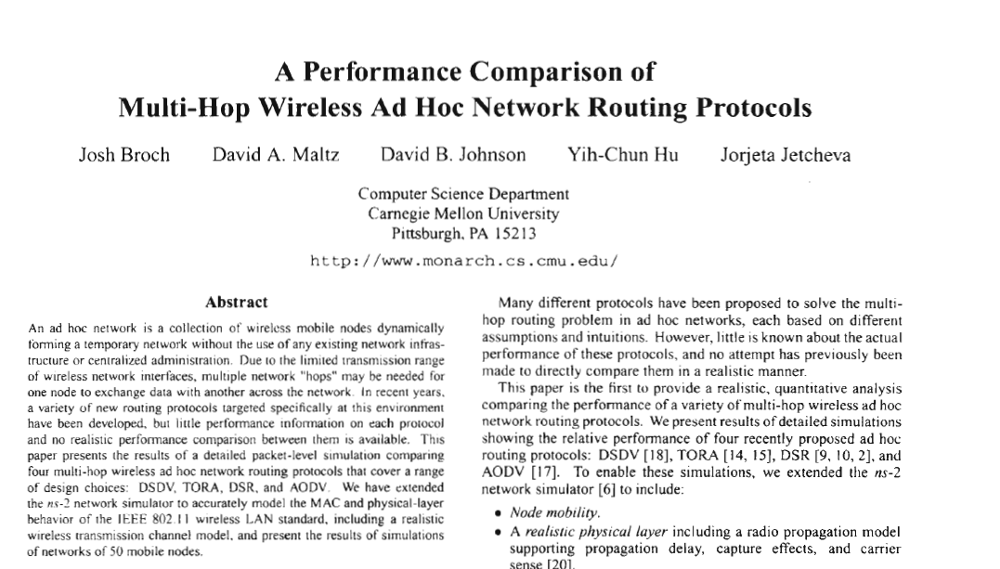 A Performance Comparison of
Multi-Hop Wireless Ad Hoc Network Routing Protocols
Josh Broch David A. Maltz David B. Johnson Yih-Chun Hu Jorjeta Jetcheva
Computer Science Department
Carnegie Mellon University
Pittsburgh, PA 15213
http://www.monarch.cs.cmu.edu/
Abstract
An ad hoc network is a collection of wireless mobile nodes dynamically
forming a temporary network without the use of any existing network infras-
tructure or centralized administration. Due to the limited transmission range
of wireless network interfaces, multiple network "hops" may be needed for
one node to exchange data with another across the network. In recent years,
a variety of new routing protocols targeted specifically at this environment
have been developed, but little performance information on each protocol
and no realistic performance comparison between them is available. This
paper presents the results of a detailed packet-level simulation comparing
four multi-hop wireless ad hoc network routing protocols that cover a range
of design choices: DSDV, TORA, DSR, and AODV. We have extended
the ns-2 network simulator to accurately model the MAC and physical-layer
behavior of the IEEE 802.11 wireless LAN standard, including a realistic
wireless transmission channel model, and present the results of simulations
of networks of 50 mobile nodes.
Many different protocols have been proposed to solve the multi-
hop routing problem in ad hoc networks, each based on different
assumptions and intuitions. However, little is known about the actual
performance of these protocols, and no attempt has previously been
made to directly compare them in a realistic manner.
This paper is the first to provide a realistic, quantitative analysis
comparing the performance of a variety of multi-hop wireless ad hoc
network routing protocols. We present results of detailed simulations
showing the relative performance of four recently proposed ad hoc
routing protocols: DSDV [18], TORA [14, 15], DSR [9, 10, 2], and
AODV [17]. To enable these simulations, we extended the ns-2
network simulator [6] to include:
• Node mobility.
• A realistic physical layer including a radio propagation model
supporting propagation delay, capture effects, and carrier
sense [20].